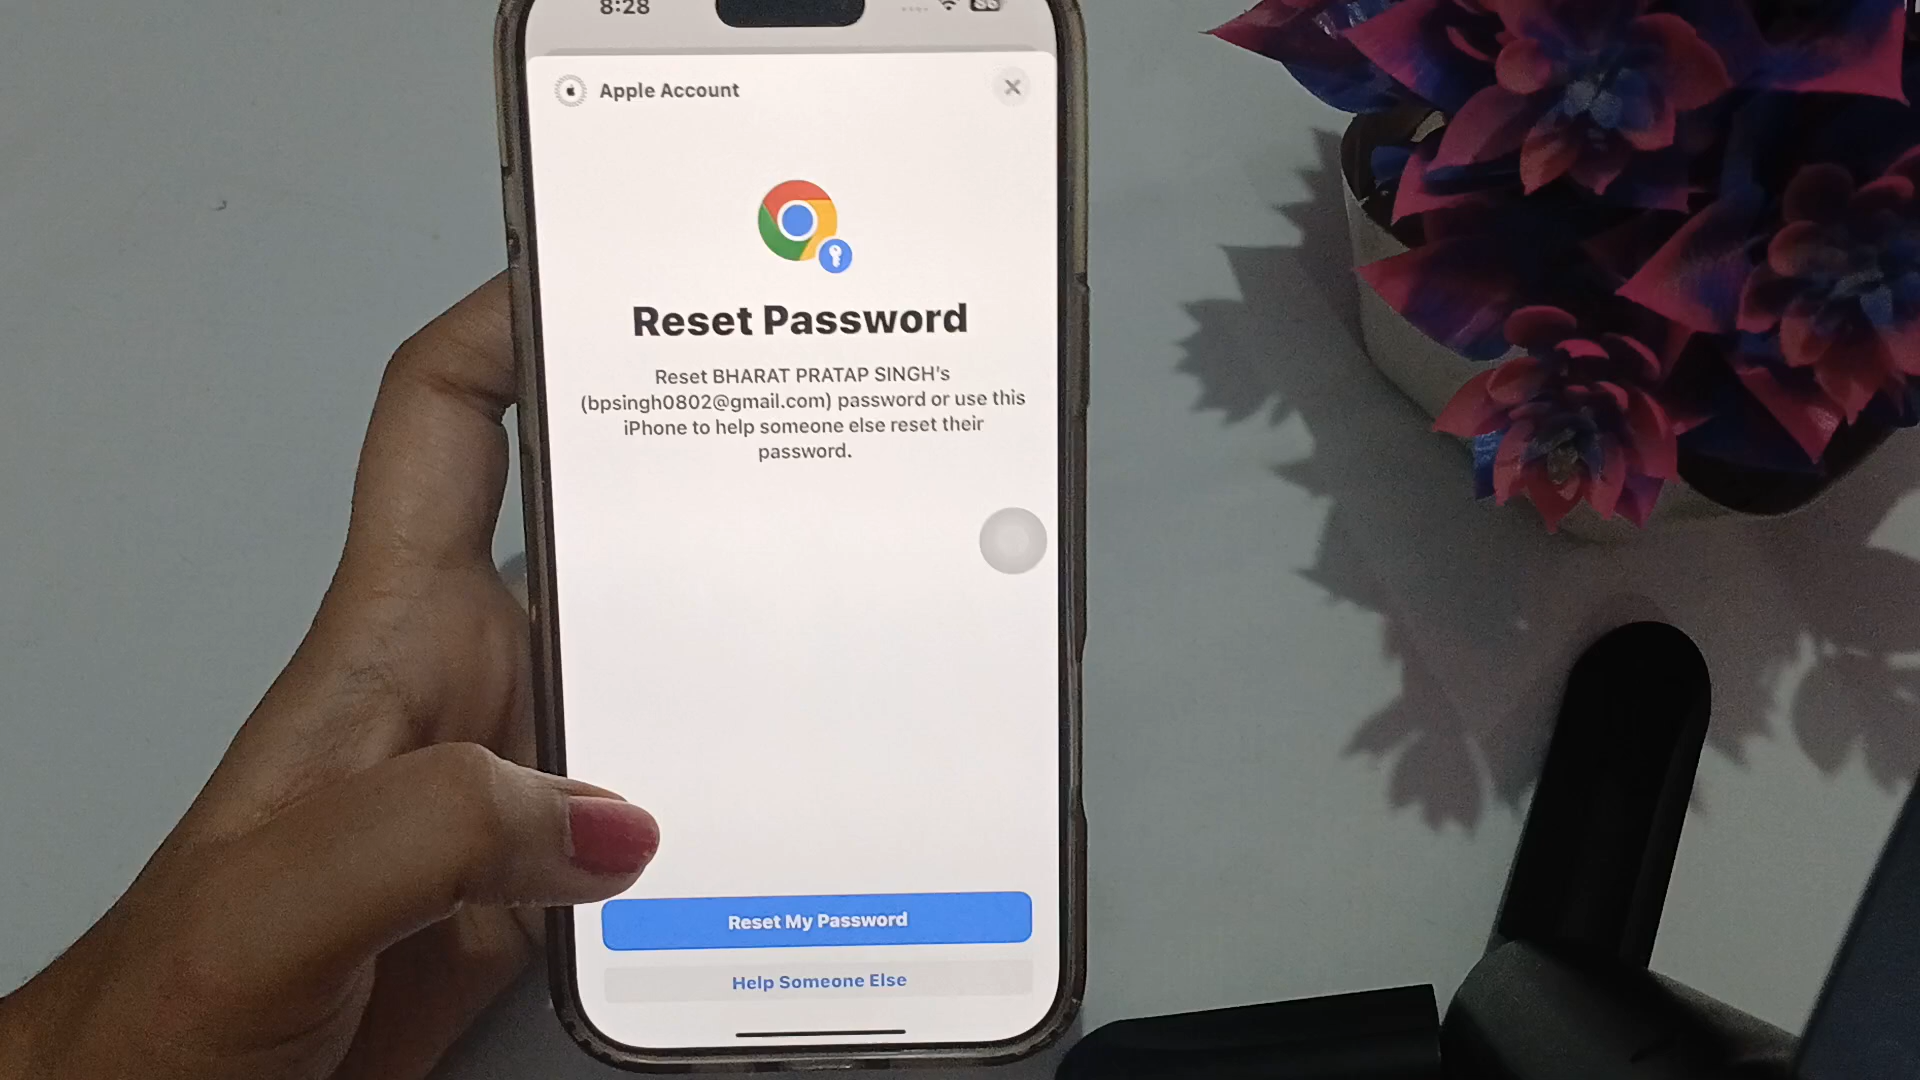 8:28
Apple Account
Reset Password
Reset BHARAT PRATAP SINGH's
(bpsingh0802@gmail.com) password or use this
iPhone to help someone else reset their
password.
Reset My Password
Help Someone Else